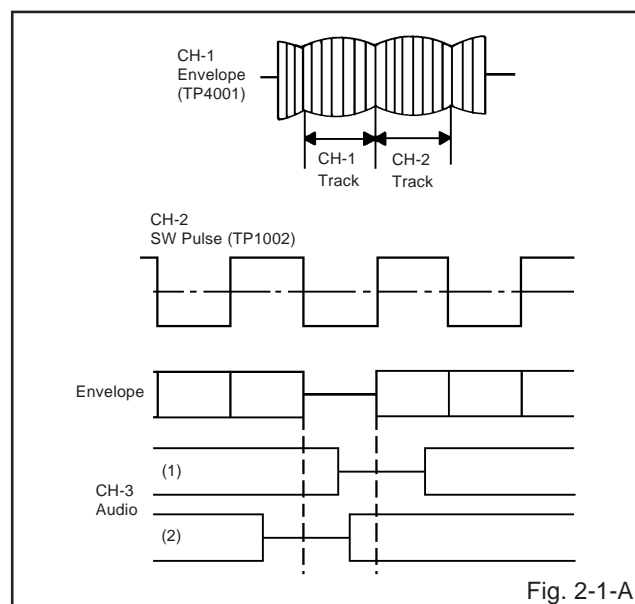 CH-1
Envelope
(TP4001)
CH-1
Track
CH-2
Track
CH-2
SW Pulse (TP1002)
Envelope
CH-3
Audio
(1)
(2)
Fig. 2-1-A